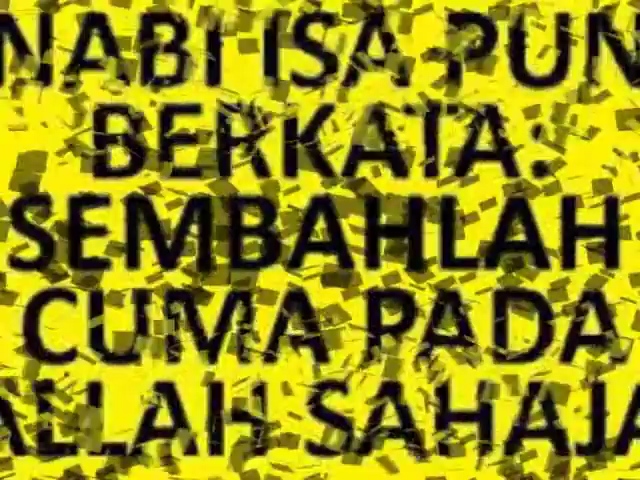 NABI ISA PUN
BERKATA:
SEMBAHLAH
CUMA PADA
ALLAH SAHAJA